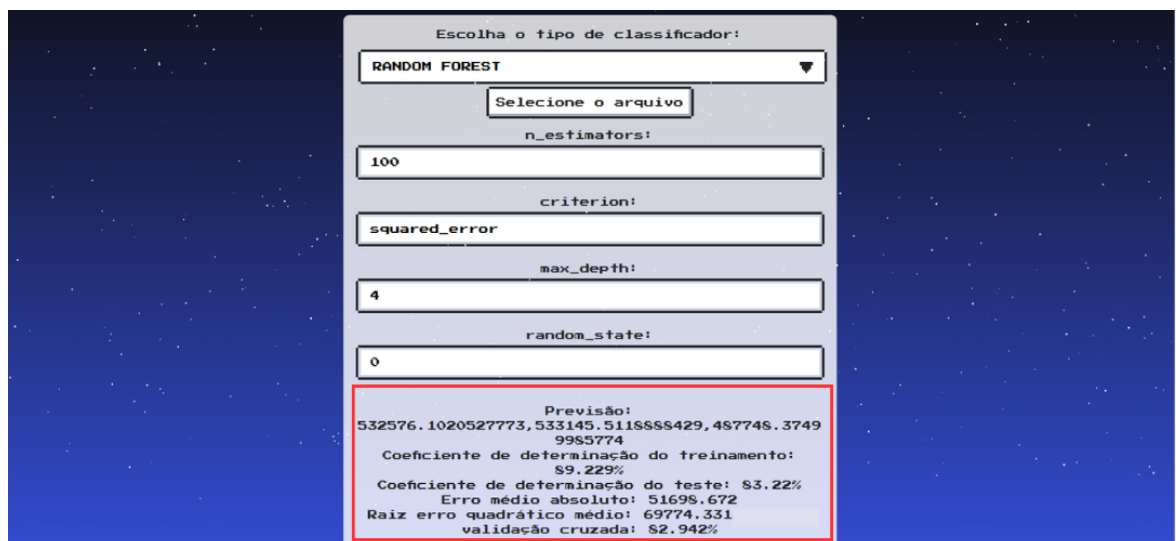 Escolha o tipo de classificador:
RANDOM FOREST
Selecione o arquivo
n_estimators:
100
criterion:
squared_error
max_depth:
4
random_state:
0
Previsão:
532576.1020527773,533145.5118888429,487748.3749
9985774
Coeficiente de determinação do treinamento:
89.229%
Coeficiente de determinação do teste: 83.22%
Erro médio absoluto: 51698.672
Raiz erro quadrático médio: 69774.331
validação cruzada: 82.942%